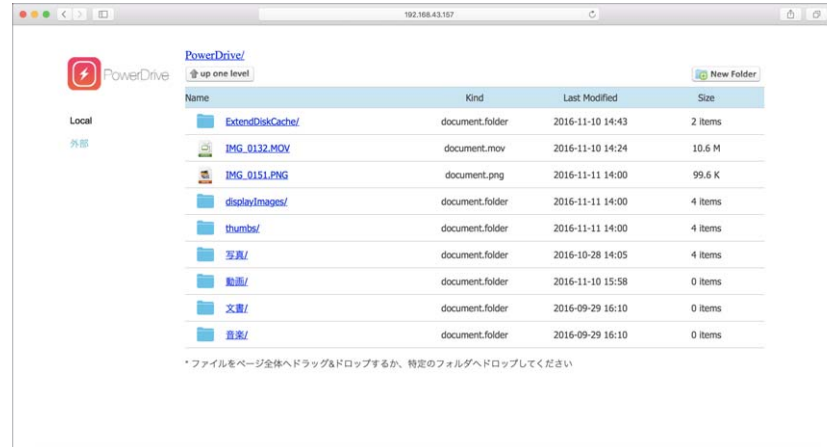 192.168.43.157
PowerDrive
PowerDrive/
up one level
New Folder
Name Kind Last Modified Size
Local
外部
ExtendDiskCache/ document.folder 2016-11-10 14:43 2 items
IMG_0132.MOV document.mov 2016-11-10 14:24 10.6 M
IMG_0151.PNG document.png 2016-11-11 14:00 99.6 K
displayImages/ document.folder 2016-11-11 14:00 4 items
thumbs/ document.folder 2016-11-11 14:00 4 items
写真/ document.folder 2016-10-28 14:05 4 items
動画/ document.folder 2016-11-10 15:58 0 items
文書/ document.folder 2016-09-29 16:10 0 items
音楽/ document.folder 2016-09-29 16:10 0 items
* ファイルをページ全体へドラッグ&ドロップするか、特定のフォルダへドロップしてください